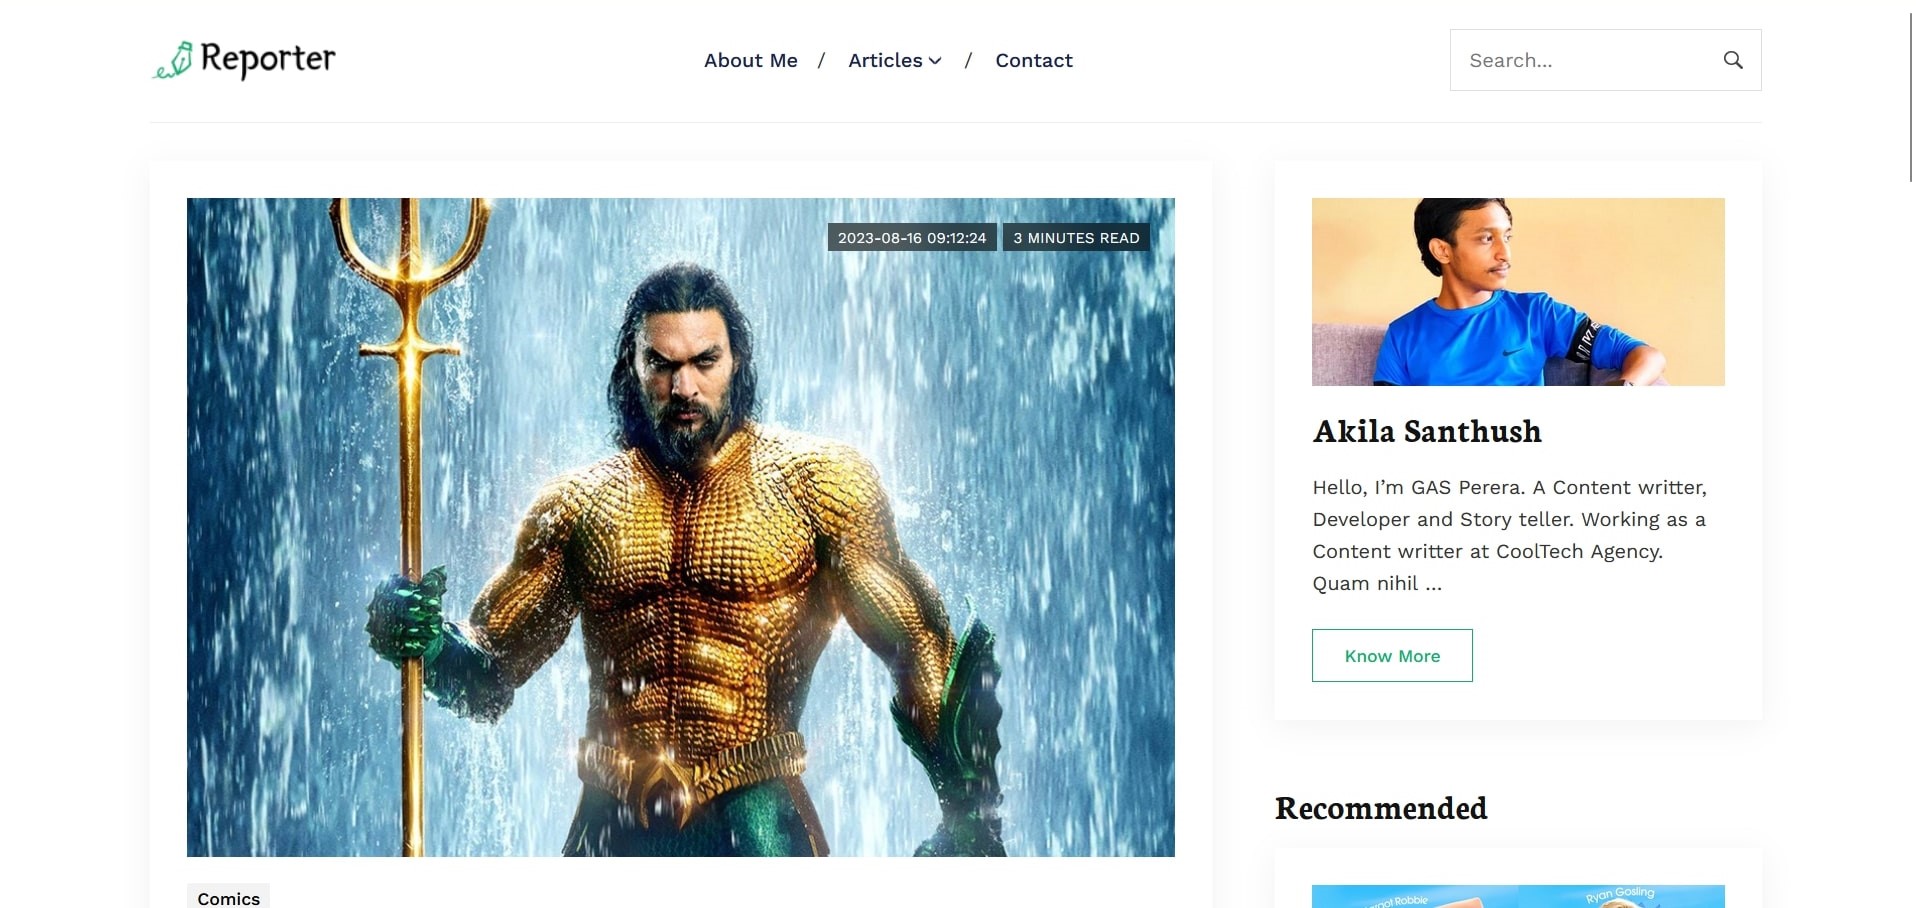 Reporter
About Me / Articles / Contact
Search...
2023-08-16 09:12:24 3 MINUTES READ
Akila Santhush
Hello, I’m GAS Perera. A Content writter,
Developer and Story teller. Working as a
Content writter at CoolTech Agency.
Quam nihil ...
Know More
Recommended
Comics
Robbie
Ryan Gosling